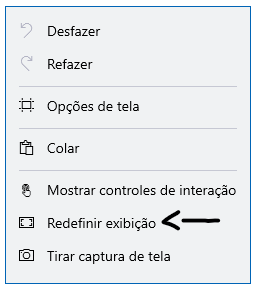 Desfazer
Refazer
Opções de tela
Colar
Mostrar controles de interação
Redefinir exibição
Tirar captura de tela